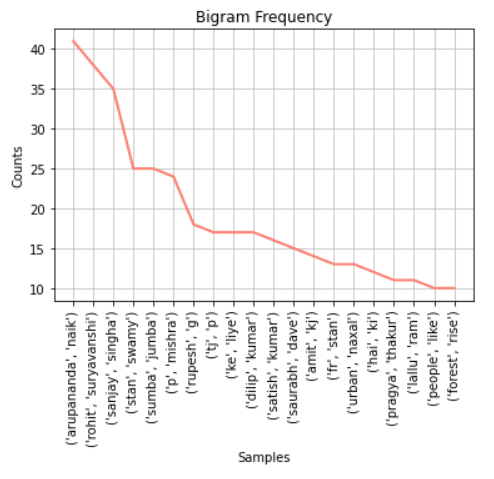 Bigram Frequency
40
35
30
25
20
15
10
Counts
('arupananda', 'naik')
('rohit', 'suryavanshi')
('sanjay', 'singha')
('stan', 'swamy')
('sumba', 'jumba')
('p', 'mishra')
('rupesh', 'g')
('tj', 'p')
('ke', 'liye')
('dilip', 'kumar')
('satish', 'kumar')
('saurabh', 'dave')
('amit', 'kj')
('fr', 'stan')
('urban', 'naxal')
('hai', 'ki')
('pragya', 'thakur')
('lallu', 'ram')
('people', 'like')
('forest', 'rise')
Samples